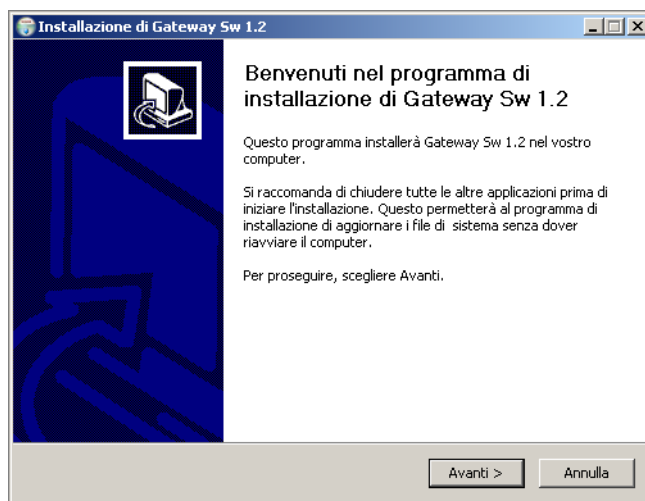 Installazione di Gateway Sw 1.2
Benvenuti nel programma di
installazione di Gateway Sw 1.2
Questo programma installerà Gateway Sw 1.2 nel vostro
computer.
Si raccomanda di chiudere tutte le altre applicazioni prima di
iniziare l'installazione. Questo permetterà al programma di
installazione di aggiornare i file di  sistema senza dover
riavviare il computer.
Per proseguire, scegliere Avanti.
Avanti >
Annulla